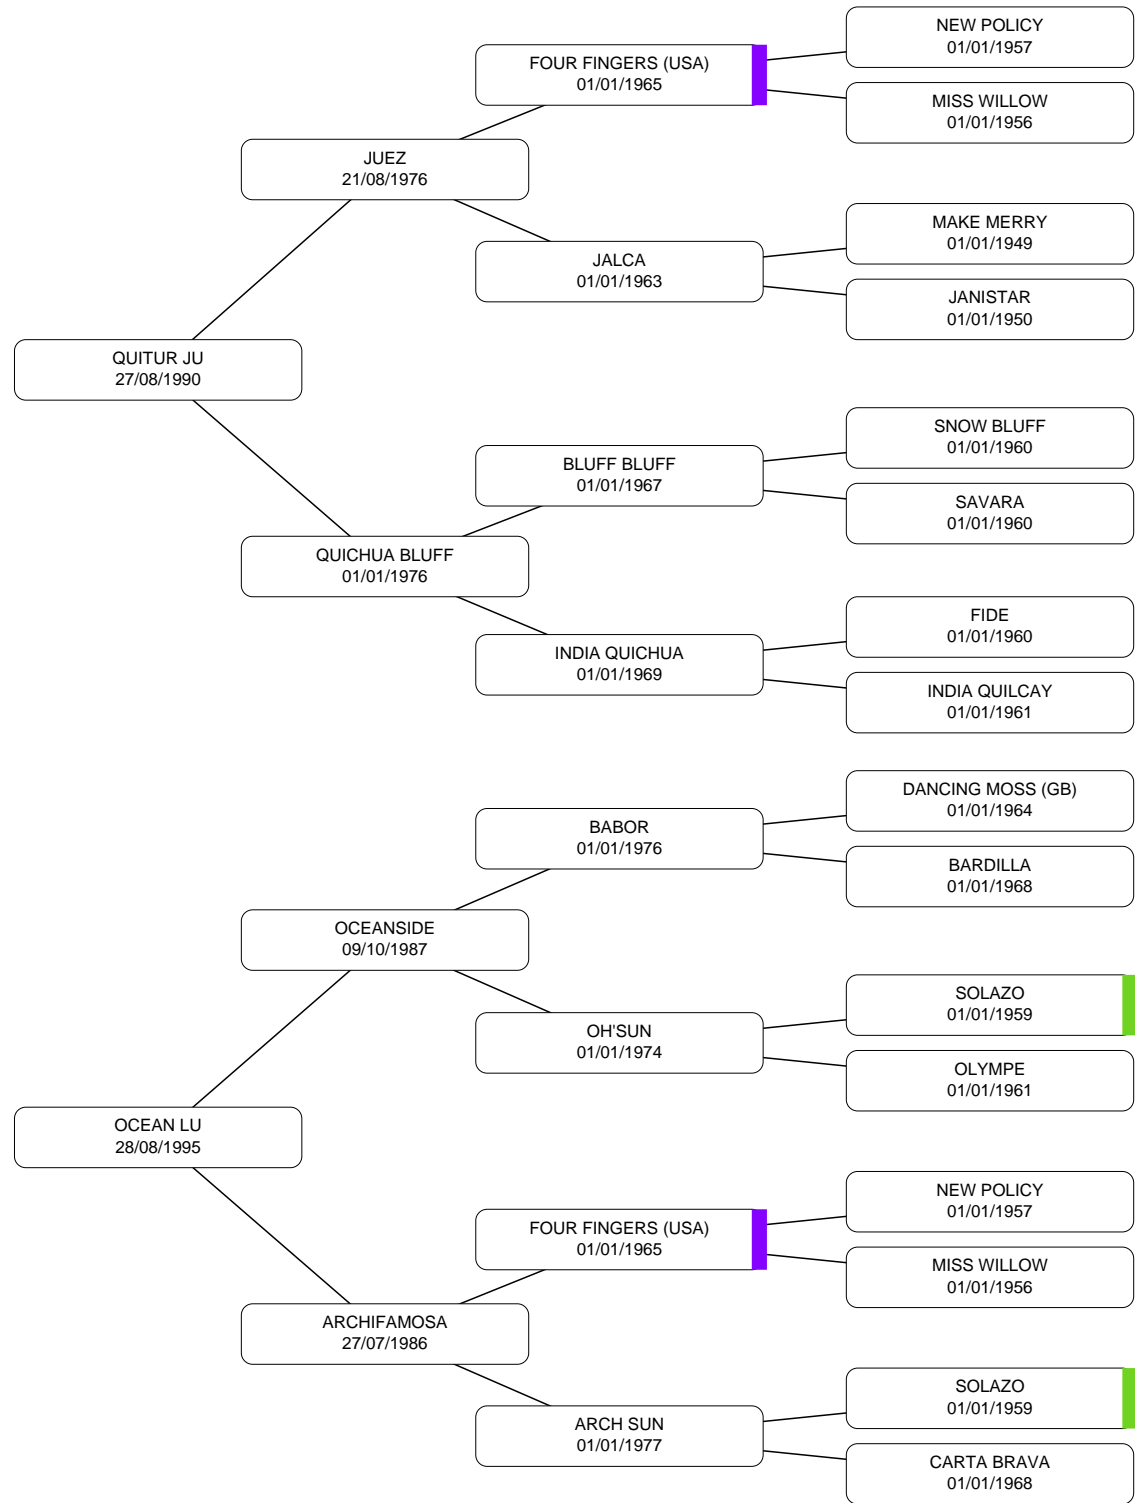 NEW POLICY
01/01/1957
FOUR FINGERS (USA)
01/01/1965
MISS WILLOW
01/01/1956
JUEZ
21/08/1976
MAKE MERRY
01/01/1949
JALCA
01/01/1963
JANISTAR
01/01/1950
QUITUR JU
27/08/1990
SNOW BLUFF
01/01/1960
BLUFF BLUFF
01/01/1967
SAVARA
01/01/1960
QUICHUA BLUFF
01/01/1976
FIDE
01/01/1960
INDIA QUICHUA
01/01/1969
INDIA QUILCAY
01/01/1961
DANCING MOSS (GB)
01/01/1964
BABOR
01/01/1976
BARDILLA
01/01/1968
OCEANSIDE
09/10/1987
SOLAZO
01/01/1959
OH'SUN
01/01/1974
OLYMPE
01/01/1961
OCEAN LU
28/08/1995
NEW POLICY
01/01/1957
FOUR FINGERS (USA)
01/01/1965
MISS WILLOW
01/01/1956
ARCHIFAMOSA
27/07/1986
SOLAZO
01/01/1959
ARCH SUN
01/01/1977
CARTA BRAVA
01/01/1968